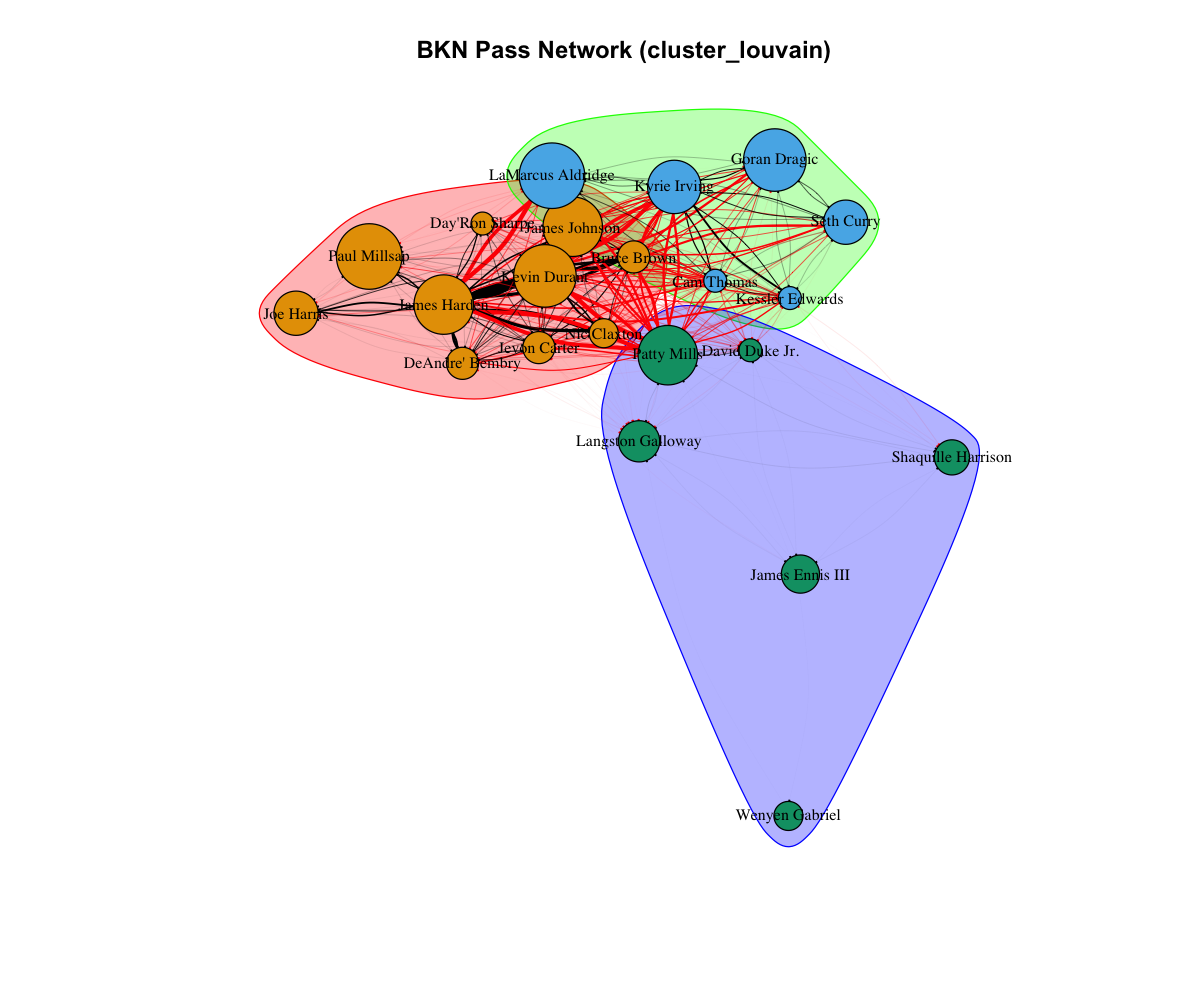 BKN Pass Network (cluster_louvain)
Goran Dragic
LaMarcus Aldridge
Kyrie Irving
Day'Ron Sharpe
James Johnson
Seth Curry
Paul Millsap
Bruce Brown
Kevin Durant
Cam Thomas
Kessler Edwards
James Harden
Joe Harris
Nic Claxton
Jevon Carter
Patty Mills
David Duke Jr.
DeAndre' Bembry
Langston Galloway
Shaquille Harrison
James Ennis III
Wenyen Gabriel